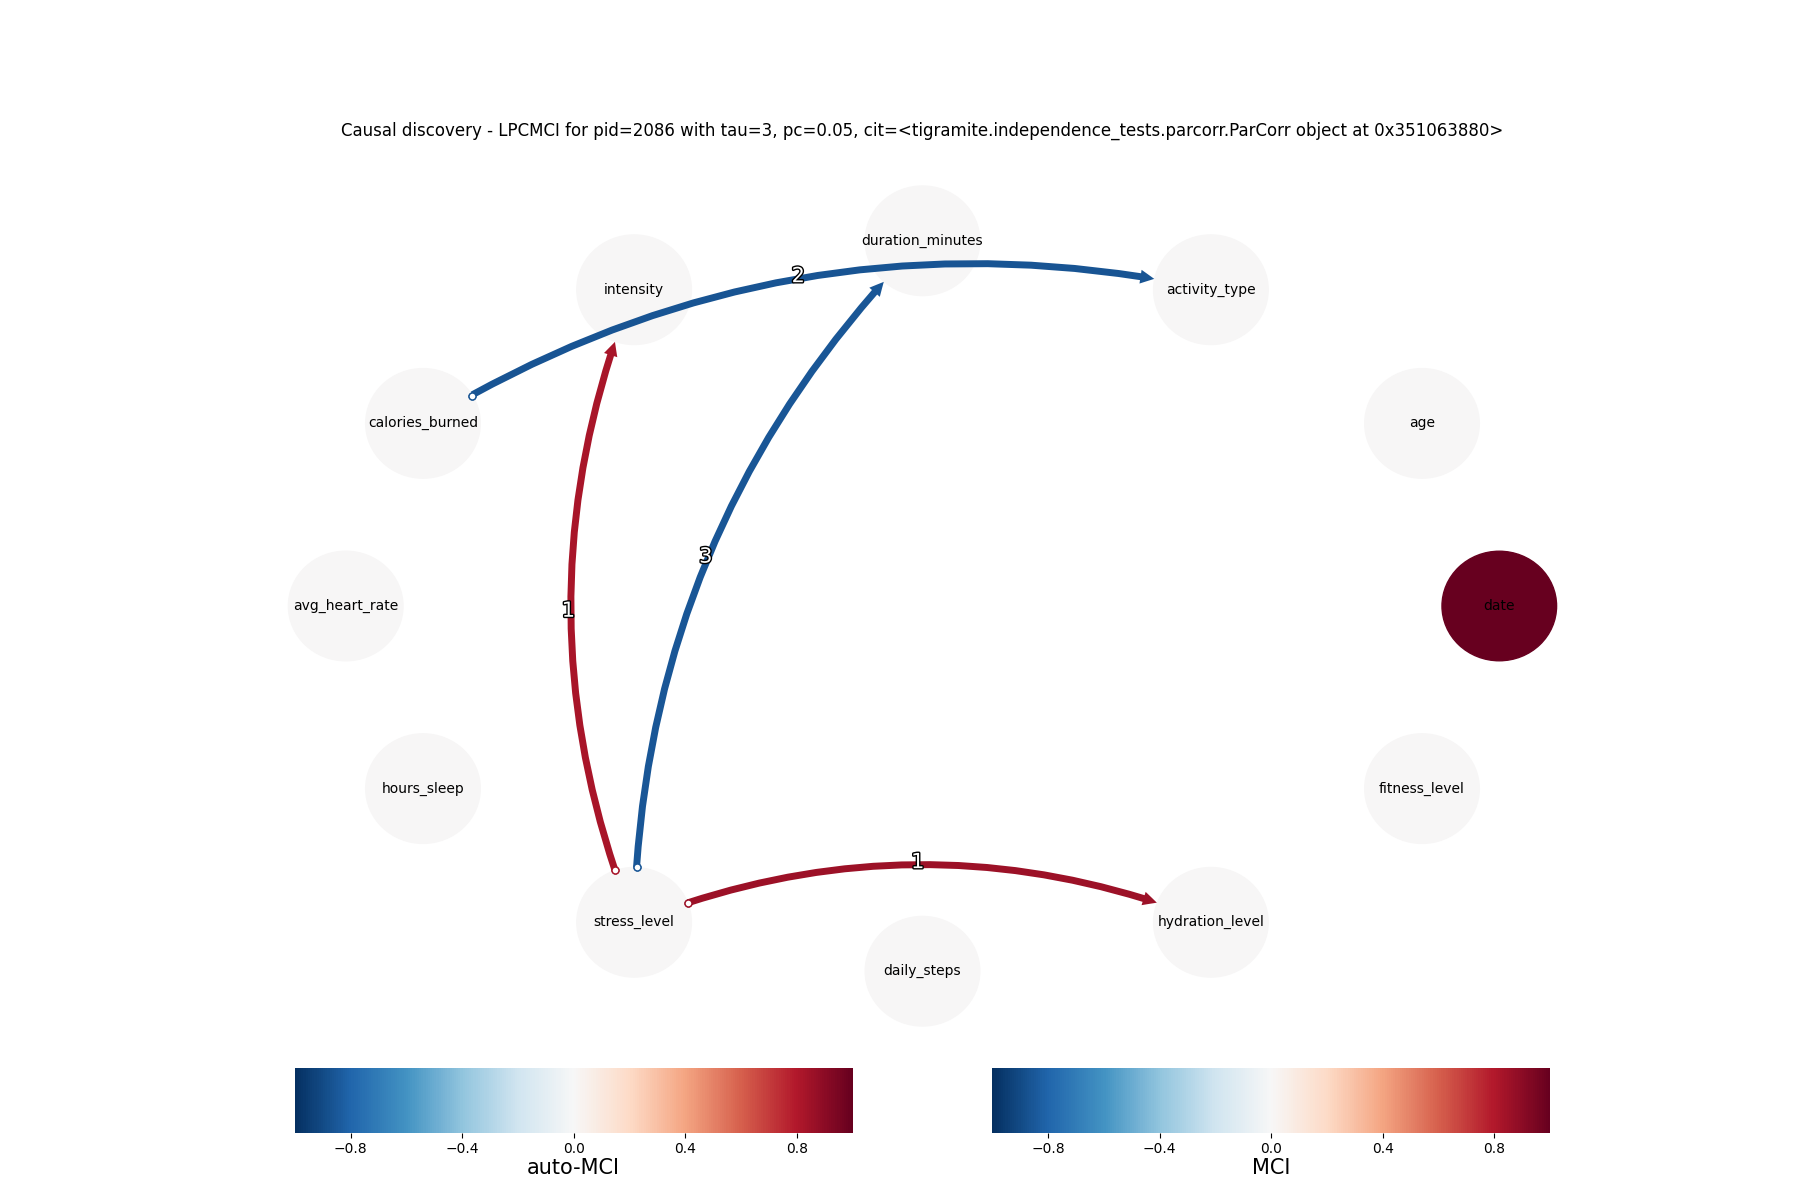 Causal discovery - LPCMCI for pid=2086 with tau=3, pc=0.05, cit=<tigramite.independence_tests.parcorr.ParCorr object at 0x351063880>
duration_minutes
intensity
activity_type
2
calories_burned
age
3
avg_heart_rate
1
date
hours_sleep
fitness_level
1
stress_level
hydration_level
daily_steps
−0.8 −0.4 0.0 0.4 0.8
auto-MCI
−0.8 −0.4 0.0 0.4 0.8
MCI